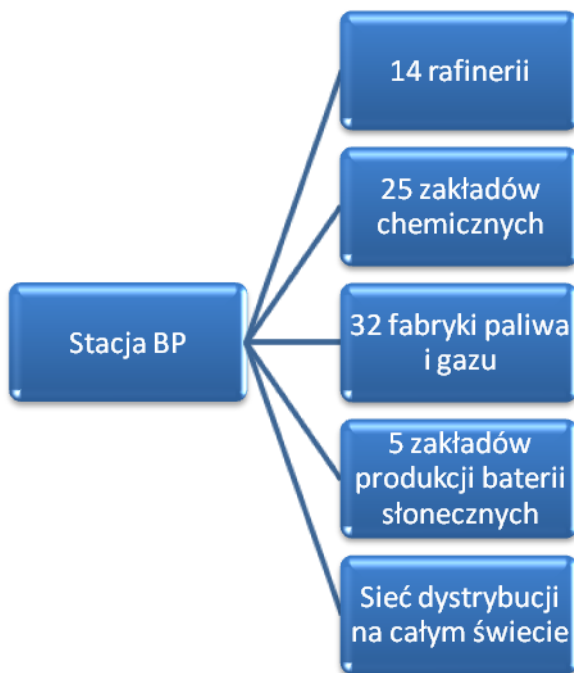 14 rafinerii
25 zakładów
chemicznych
Stacja BP
32 fabryki paliwa
i gazu
5 zakładów
produkcji baterii
słonecznych
Sieć dystrybucji
na całym świecie